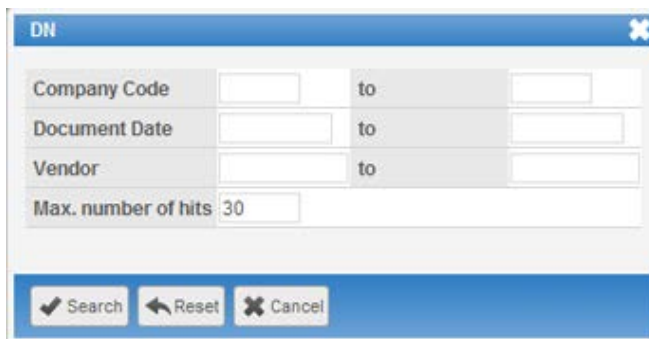 DN
Company Code to
Document Date to
Vendor to
Max. number of hits 30
Search Reset Cancel